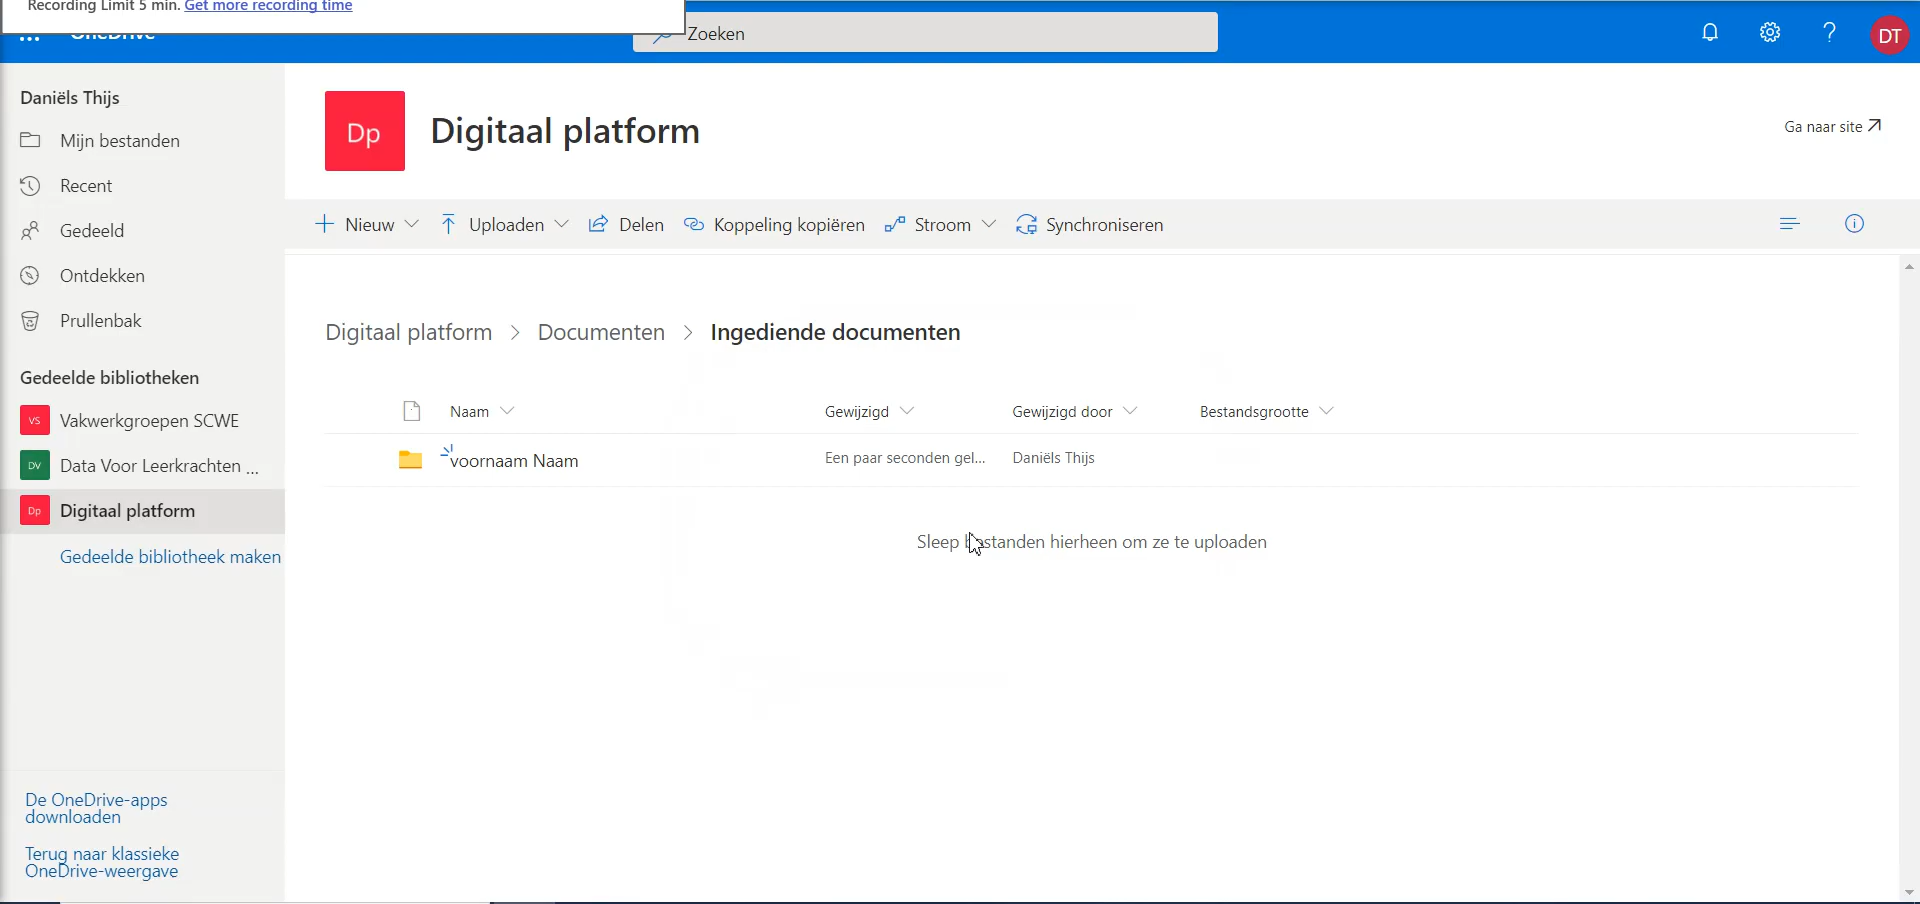 Recording Limit 5 min. Get more recording time
OneDrive
Zoeken
DT
Daniëls Thijs
Mijn bestanden
Recent
Gedeeld
Ontdekken
Prullenbak
Gedeelde bibliotheken
VS Vakwerkgroepen SCWE
DV Data Voor Leerkrachten ...
Dp Digitaal platform
Gedeelde bibliotheek maken
De OneDrive-apps
downloaden
Terug naar klassieke
OneDrive-weergave
Dp Digitaal platform
Ga naar site
Nieuw Uploaden Delen Koppeling kopiëren Stroom Synchroniseren
Digitaal platform > Documenten > Ingediende documenten
Naam Gewijzigd Gewijzigd door Bestandsgrootte
voornaam Naam Een paar seconden gel... Daniëls Thijs
Sleep bestanden hierheen om ze te uploaden